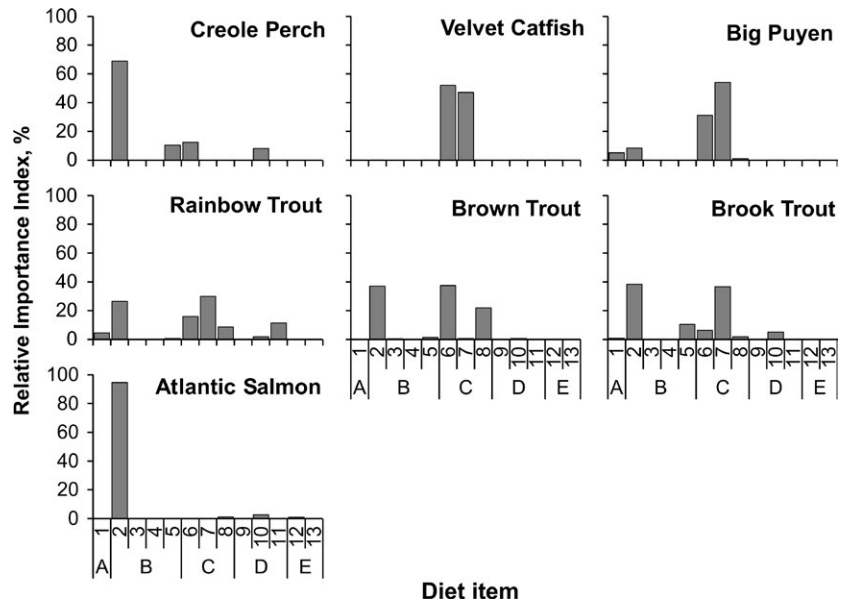 Relative Importance Index, %
100
80
60
40
20
0
Creole Perch
Velvet Catfish
Big Puyen
100
80
60
40
20
0
Rainbow Trout
Brown Trout
Brook Trout
1 2 3 4 5 6 7 8 9 10 11 12 13
A B C D E
1 2 3 4 5 6 7 8 9 10 11 12 13
A B C D E
100
80
60
40
20
0
Atlantic Salmon
1 2 3 4 5 6 7 8 9 10 11 12 13
A B C D E
Diet item